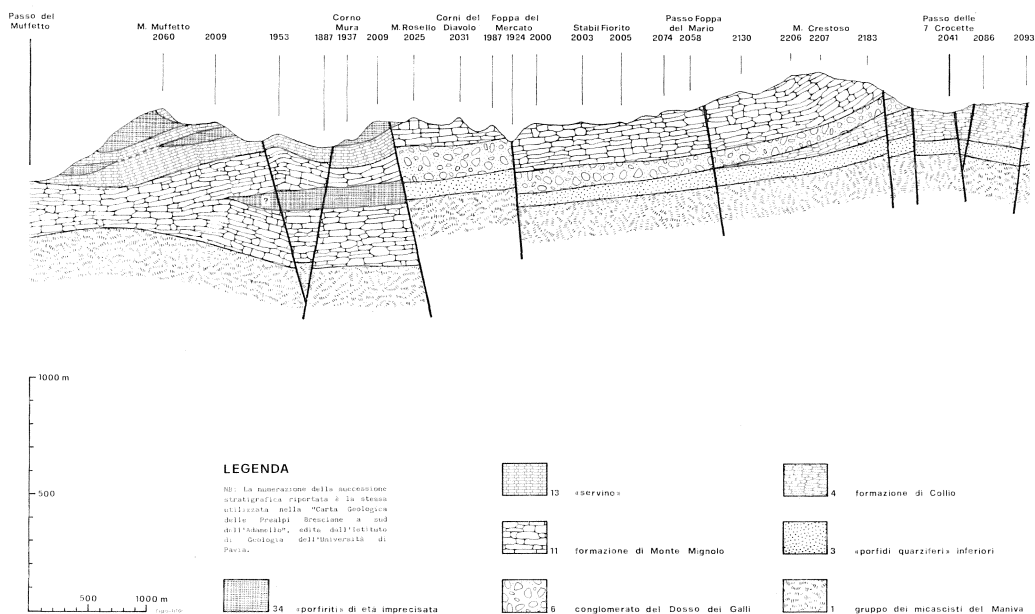 Passo del
Muffetto
M. Muffetto
2060
2009
1953
Corno
Mura
1887 1937
2009
M. Rosello
2025
Corni del
Diavolo
2031
Foppa del
Mercato
1987 1924 2000
Stabil Fiorito
2003
2005
Passo Foppa
del Mario
2074 2058
2130
M. Crestoso
2206 2207
2183
Passo delle
7 Crocette
2041
2086
2093
?
1000 m
500
500
1000 m
LEGENDA
NB: La numerazione della successione
stratigrafica riportata è la stessa
utilizzata nella "Carta Geologica
delle Prealpi Bresciane a sud
dell'Adamello", edita dall'Istituto
di Geologia dell'Università di
Pavia.
34 «porfiriti» di età imprecisata
13 «servino»
11 formazione di Monte Mignolo
6 conglomerato del Dosso dei Galli
4 formazione di Collio
3 «porfidi quarziferi» inferiori
1 gruppo dei micascisti del Maniva